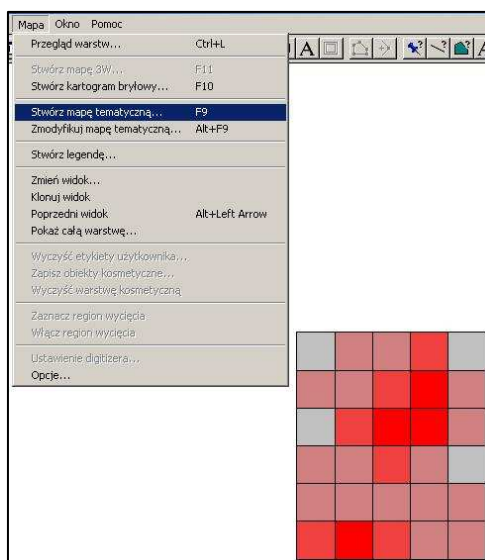 Mapa Okno Pomoc
A
Przegląd warstw... Ctrl+L
Stwórz mapę 3W... F11
Stwórz kartogram bryłowy... F10
Stwórz mapę tematyczną... F9
Zmodyfikuj mapę tematyczną... Alt+F9
Stwórz legendę...
Zmień widok...
Klonuj widok
Poprzedni widok Alt+Left Arrow
Pokaż całą warstwę...
Wyczyść etykiety użytkownika...
Zapisz obiekty kosmetyczne...
Wyczyść warstwę kosmetyczną
Zaznacz region wycięcia
Włącz region wycięcia
Ustawienie digitizera...
Opcje...